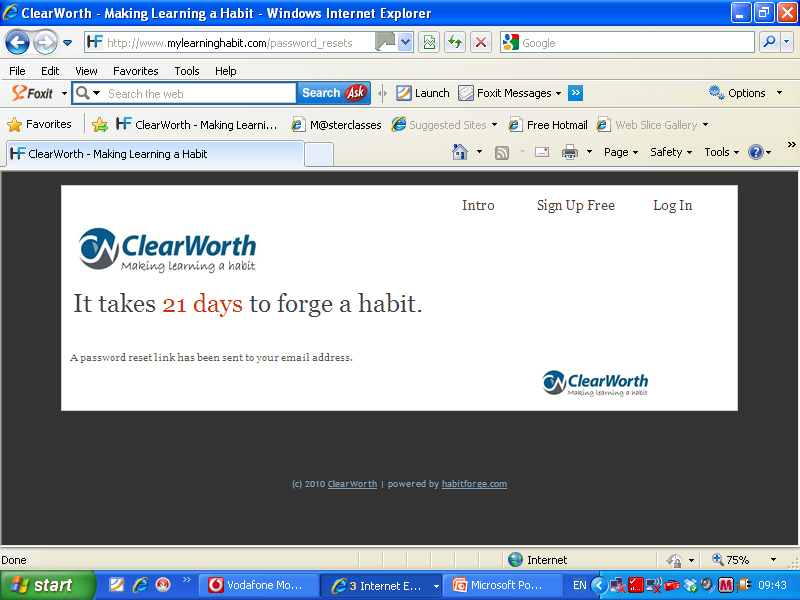 ClearWorth - Making Learning a Habit - Windows Internet Explorer
HF http://www.mylearninghabit.com/password_resets Google
File Edit View Favorites Tools Help
Foxit Search the web Search Ask Launch Foxit Messages Options
Favorites HF ClearWorth - Making Learni... M@sterclasses Suggested Sites Free Hotmail Web Slice Gallery
HF ClearWorth - Making Learning a Habit Page Safety Tools
Intro Sign Up Free Log In
ClearWorth
Making learning a habit
It takes 21 days to forge a habit.
A password reset link has been sent to your email address.
ClearWorth
Making learning a habit
(c) 2010 ClearWorth | powered by habitforge.com
Done Internet 75%
start Vodafone Mo... 3 Internet E... Microsoft Po... EN 09:43